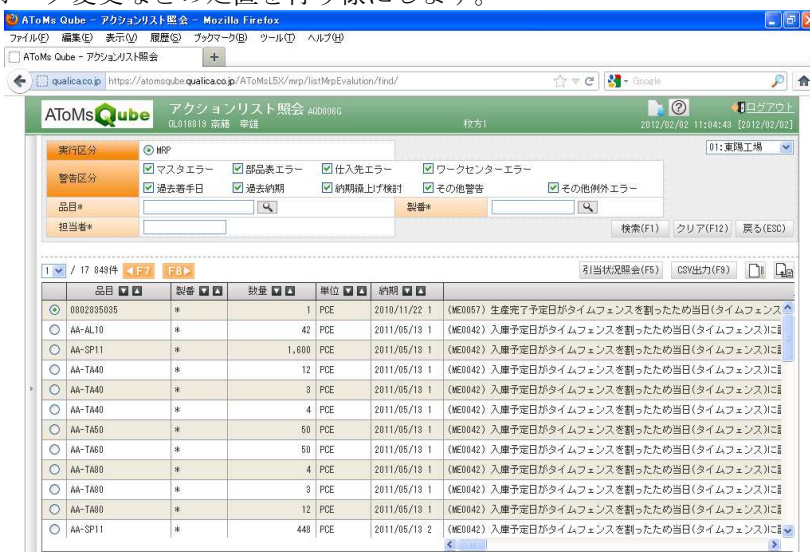 データ変更などの処置を行う様にします。
AToMs Qube - アクションリスト照会 - Mozilla Firefox
ファイル(F) 編集(E) 表示(V) 履歴(S) ブックマーク(B) ツール(T) ヘルプ(H)
AToMs Qube - アクションリスト照会 +
qualica.co.jp https://atomsqube.qualica.co.jp/AToMsL5X/mrp/listMrpEvalution/find/ Google
AToMs Qube アクションリスト照会 AQD006G ? ログアウト
0L018819 斎藤 幸雄 枚方1 2012/02/02 11:04:43 [2012/02/02]
実行区分 MRP 01:東陽工場
警告区分 マスタエラー 部品表エラー 仕入先エラー ワークセンターエラー
過去着手日 過去納期 納期繰上げ検討 その他警告 その他例外エラー
品目* 製番*
担当者* 検索(F1) クリア(F12) 戻る(ESC)
1 / 17 849件 F7 F8 引当状況照会(F5) CSV出力(F9)
品目 製番 数量 単位 納期
0802835035 * 1 PCE 2010/11/22 1 (ME0057) 生産完了予定日がタイムフェンスを割ったため当日(タイムフェンス
AA-AL10 * 42 PCE 2011/05/13 1 (ME0042) 入庫予定日がタイムフェンスを割ったため当日(タイムフェンス)に
AA-SP11 * 1,600 PCE 2011/05/13 1 (ME0042) 入庫予定日がタイムフェンスを割ったため当日(タイムフェンス)に
AA-TA40 * 12 PCE 2011/05/13 1 (ME0042) 入庫予定日がタイムフェンスを割ったため当日(タイムフェンス)に
AA-TA40 * 3 PCE 2011/05/13 1 (ME0042) 入庫予定日がタイムフェンスを割ったため当日(タイムフェンス)に
AA-TA40 * 4 PCE 2011/05/13 1 (ME0042) 入庫予定日がタイムフェンスを割ったため当日(タイムフェンス)に
AA-TA50 * 50 PCE 2011/05/13 1 (ME0042) 入庫予定日がタイムフェンスを割ったため当日(タイムフェンス)に
AA-TA60 * 50 PCE 2011/05/13 1 (ME0042) 入庫予定日がタイムフェンスを割ったため当日(タイムフェンス)に
AA-TA80 * 4 PCE 2011/05/13 1 (ME0042) 入庫予定日がタイムフェンスを割ったため当日(タイムフェンス)に
AA-TA80 * 3 PCE 2011/05/13 1 (ME0042) 入庫予定日がタイムフェンスを割ったため当日(タイムフェンス)に
AA-TA80 * 12 PCE 2011/05/13 1 (ME0042) 入庫予定日がタイムフェンスを割ったため当日(タイムフェンス)に
AA-SP11 * 448 PCE 2011/05/13 2 (ME0042) 入庫予定日がタイムフェンスを割ったため当日(タイムフェンス)に